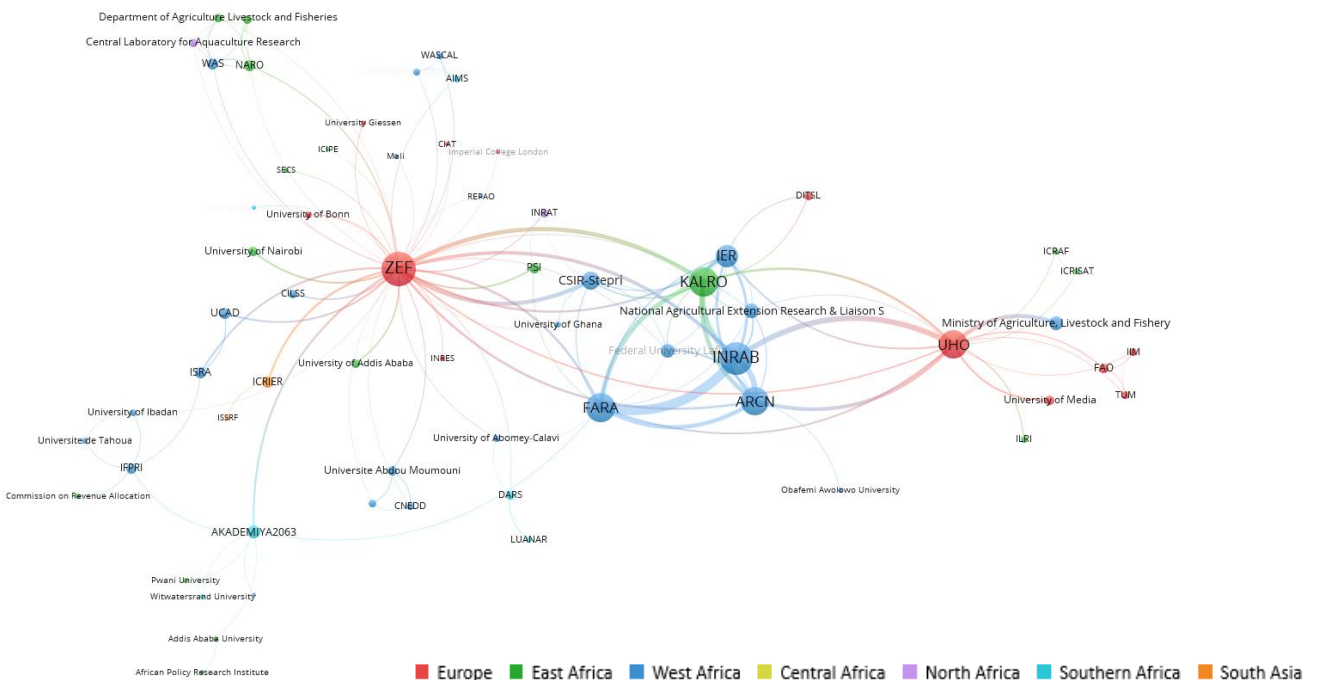 Department of Agriculture Livestock and Fisheries
Central Laboratory for Aquaculture Research
WAS
NARO
WASCAL
AIMS
University Giessen
ICIPE
Mali
CIAT
Imperial College London
SECS
REPAO
DITSL
University of Bonn
INRAT
University of Nairobi
ZEF
PSI
CSIR-Stepri
IER
KALRO
ICRAF
ICRISAT
CILSS
UCAD
National Agricultural Extension Research & Liaison S
Ministry of Agriculture, Livestock and Fishery
University of Ghana
Federal University
INRAB
UHO
IIM
FAO
University of Addis Ababa
INRES
ISRA
ICRIER
TUM
University of Media
FARA
ARCN
University of Ibadan
ISSRF
Universite de Tahoua
University of Abomey-Calavi
ILRI
IFPRI
Universite Abdou Moumouni
Commission on Revenue Allocation
CNEDD
DARS
Obafemi Awolowo University
AKADEMIYA2063
LUANAR
Pwani University
Witwatersrand University
Addis Ababa University
African Policy Research Institute
Europe
East Africa
West Africa
Central Africa
North Africa
Southern Africa
South Asia